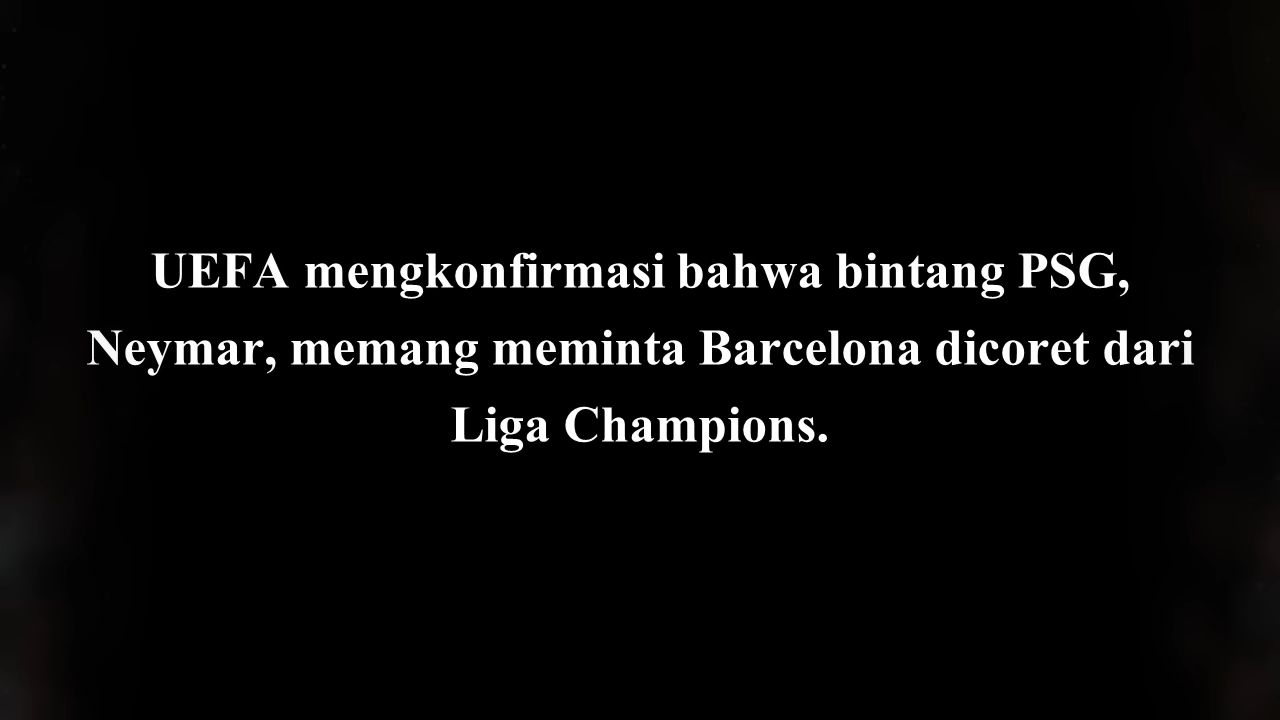 UEFA mengkonfirmasi bahwa bintang PSG,
Neymar, memang meminta Barcelona dicoret dari
Liga Champions.